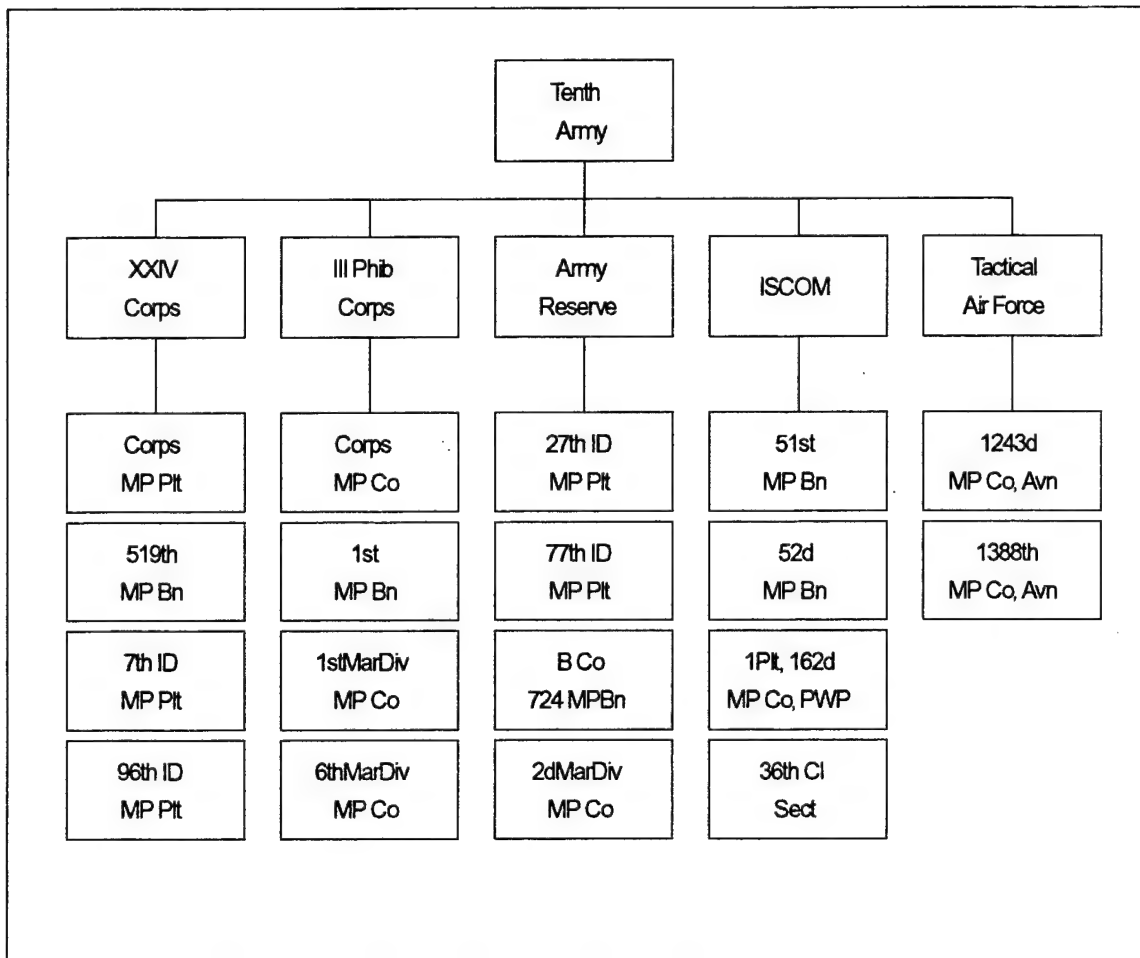 Tenth
Army
XXIV
Corps
III Phib
Corps
Army
Reserve
ISCOM
Tactical
Air Force
Corps
MP Plt
519th
MP Bn
7th ID
MP Plt
96th ID
MP Plt
Corps
MP Co
1st
MP Bn
1stMarDiv
MP Co
6thMarDiv
MP Co
27th ID
MP Plt
77th ID
MP Plt
B Co
724 MPBn
2dMarDiv
MP Co
51st
MP Bn
52d
MP Bn
1Plt, 162d
MP Co, PWP
36th CI
Sect
1243d
MP Co, Avn
1388th
MP Co, Avn